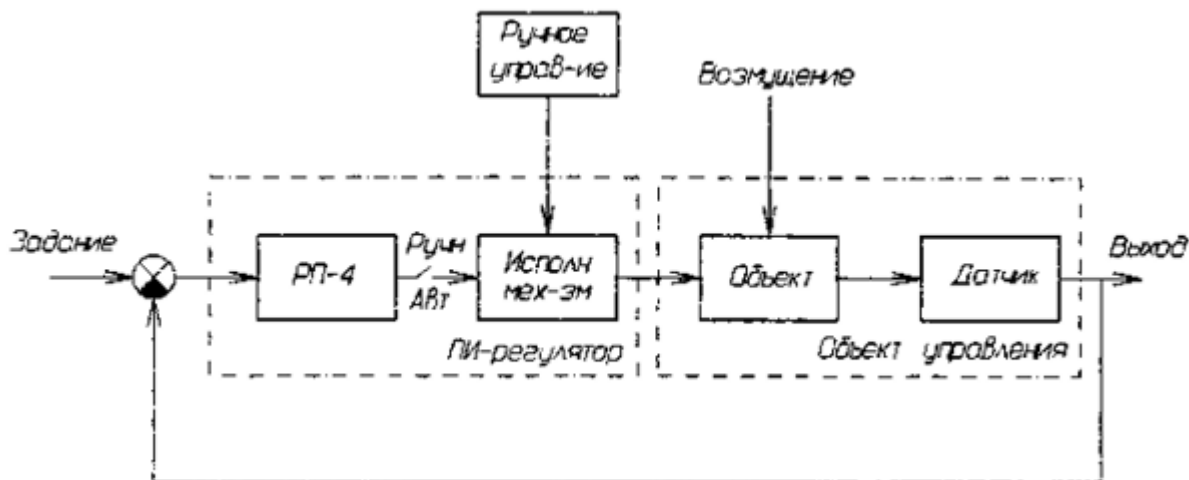 Ручное
управ-ие
Возмущение
Задание
РП-4
Ручн
АВт
Исполн
мех-зм
Объект
Датчик
Выход
ПИ-регулятор
Объект управления